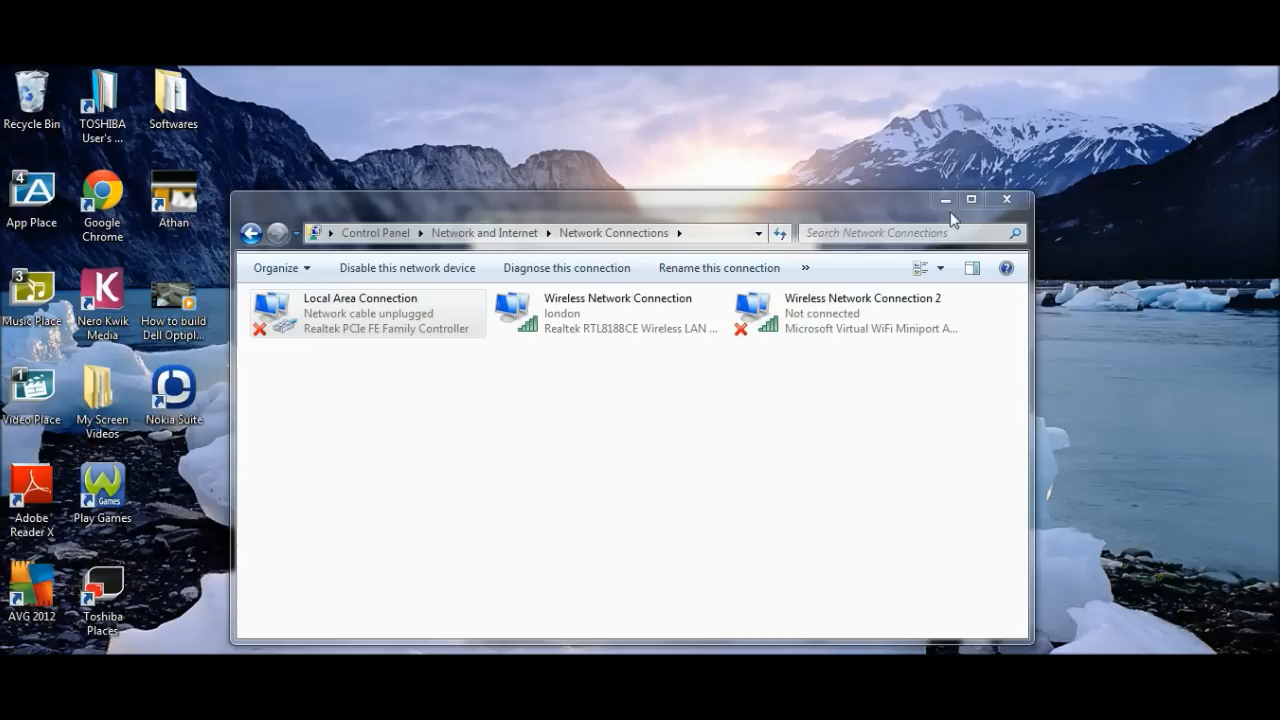 Recycle Bin
TOSHIBA
User's ...
Softwares
4
App Place
Google
Chrome
Athan
3
Music Place
Nero Kwik
Media
How to build
Dell Optipl...
1
Video Place
My Screen
Videos
Nokia Suite
Adobe
Reader X
Games
Play Games
AVG 2012
Toshiba
Places
Control Panel
Network and Internet
Network Connections
Search Network Connections
Organize
Disable this network device
Diagnose this connection
Rename this connection
»
Local Area Connection
Network cable unplugged
Realtek PCIe FE Family Controller
Wireless Network Connection
london
Realtek RTL8188CE Wireless LAN ...
Wireless Network Connection 2
Not connected
Microsoft Virtual WiFi Miniport A...